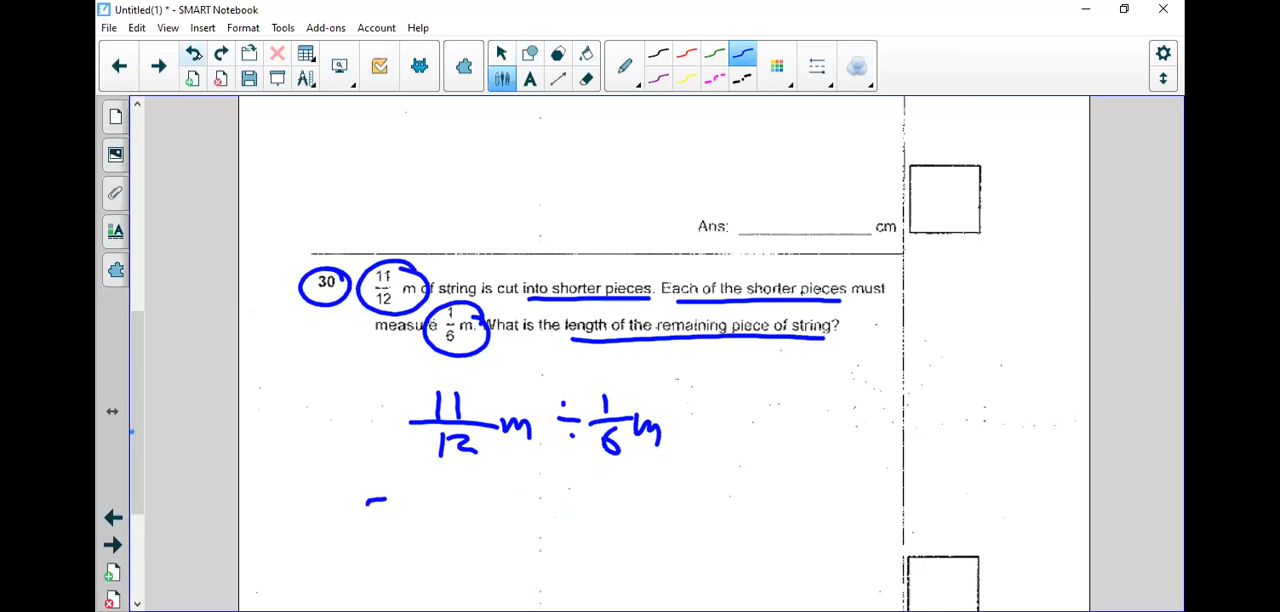 Untitled(1) * - SMART Notebook
File Edit View Insert Format Tools Add-ons Account Help
Ans: ____________ cm
30 11/12 m of string is cut into shorter pieces. Each of the shorter pieces must
measure 1/6 m. What is the length of the remaining piece of string?
11/12 m ÷ 1/6 m